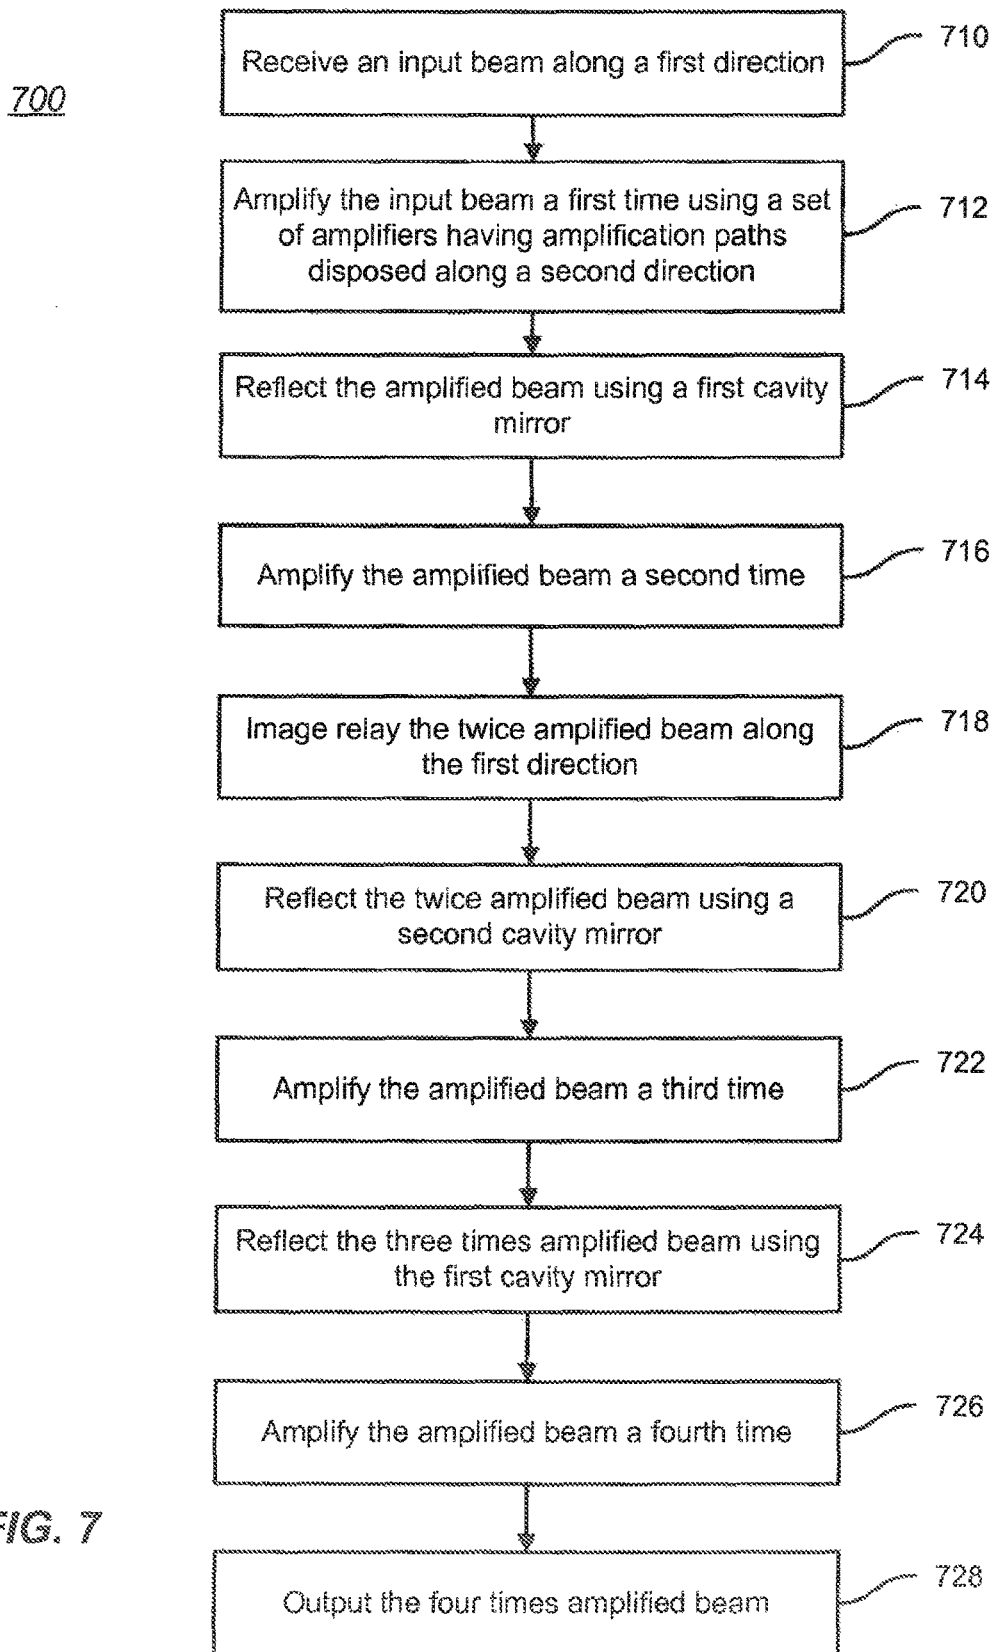 700
Receive an input beam along a first direction
710
Amplify the input beam a first time using a set
of amplifiers having amplification paths
disposed along a second direction
712
Reflect the amplified beam using a first cavity
mirror
714
Amplify the amplified beam a second time
716
Image relay the twice amplified beam along
the first direction
718
Reflect the twice amplified beam using a
second cavity mirror
720
Amplify the amplified beam a third time
722
Reflect the three times amplified beam using
the first cavity mirror
724
Amplify the amplified beam a fourth time
726
FIG. 7
Output the four times amplified beam
728